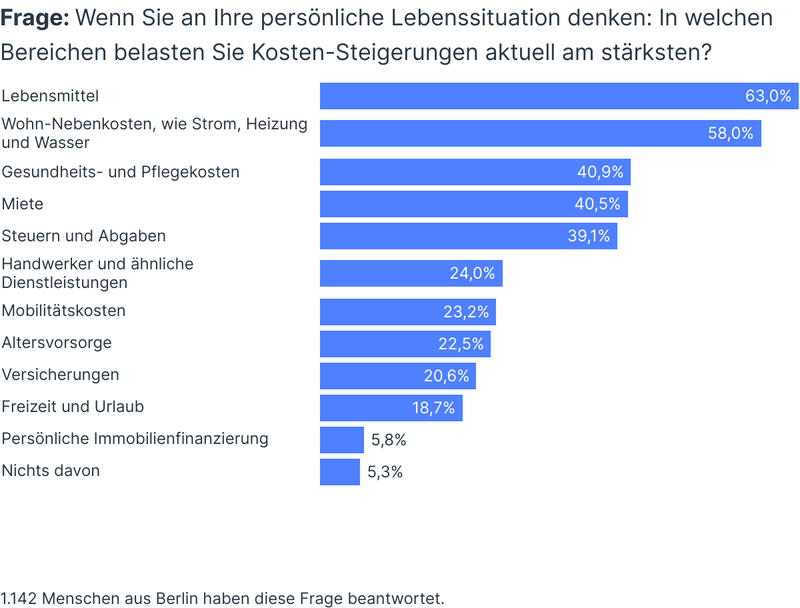 Frage: Wenn Sie an Ihre persönliche Lebenssituation denken: In welchen
Bereichen belasten Sie Kosten-Steigerungen aktuell am stärksten?
Lebensmittel 63,0%
Wohn-Nebenkosten, wie Strom, Heizung
und Wasser 58,0%
Gesundheits- und Pflegekosten 40,9%
Miete 40,5%
Steuern und Abgaben 39,1%
Handwerker und ähnliche
Dienstleistungen 24,0%
Mobilitätskosten 23,2%
Altersvorsorge 22,5%
Versicherungen 20,6%
Freizeit und Urlaub 18,7%
Persönliche Immobilienfinanzierung 5,8%
Nichts davon 5,3%
1.142 Menschen aus Berlin haben diese Frage beantwortet.